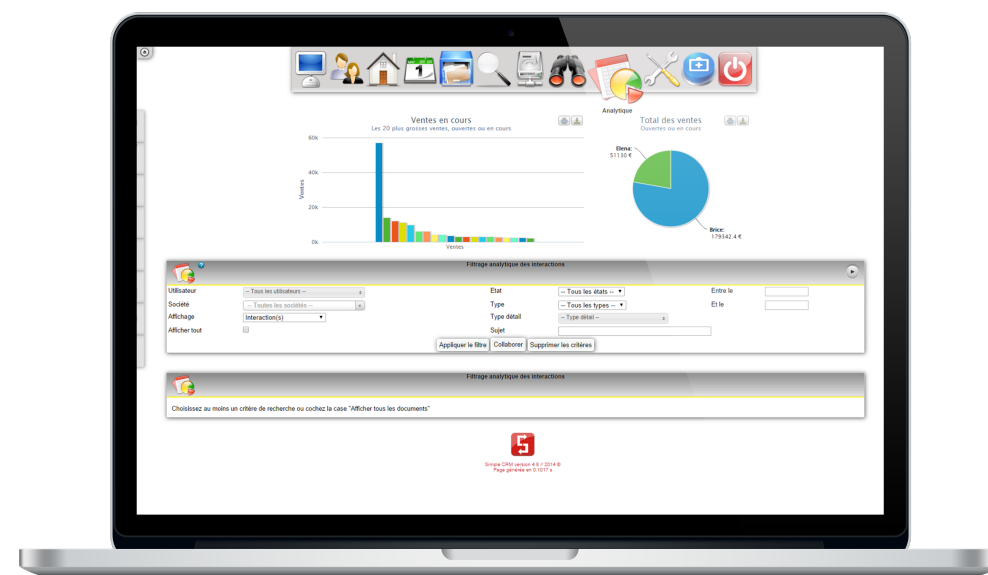 1
Analytique
Ventes en cours
Les 20 plus grosses ventes, ouvertes ou en cours
Total des ventes
Ouvertes ou en cours
60k
40k
20k
0k
Ventes
Ventes
Elena:
51130 €
Brice:
179342.4 €
Filtrage analytique des interactions
Utilisateur
-- Tous les utilisateurs --
Etat
-- Tous les états --
Entre le
Société
-- Toutes les sociétés --
Type
-- Tous les types --
Et le
Affichage
Interaction(s)
Type détail
-- Type détail --
Afficher tout
Sujet
Appliquer le filtre
Collaborer
Supprimer les critères
Filtrage analytique des interactions
Choisissez au moins un critère de recherche ou cochez la case "Afficher tous les documents"
Simple CRM version 4.6 // 2014 ©
Page générée en 0.1017 s